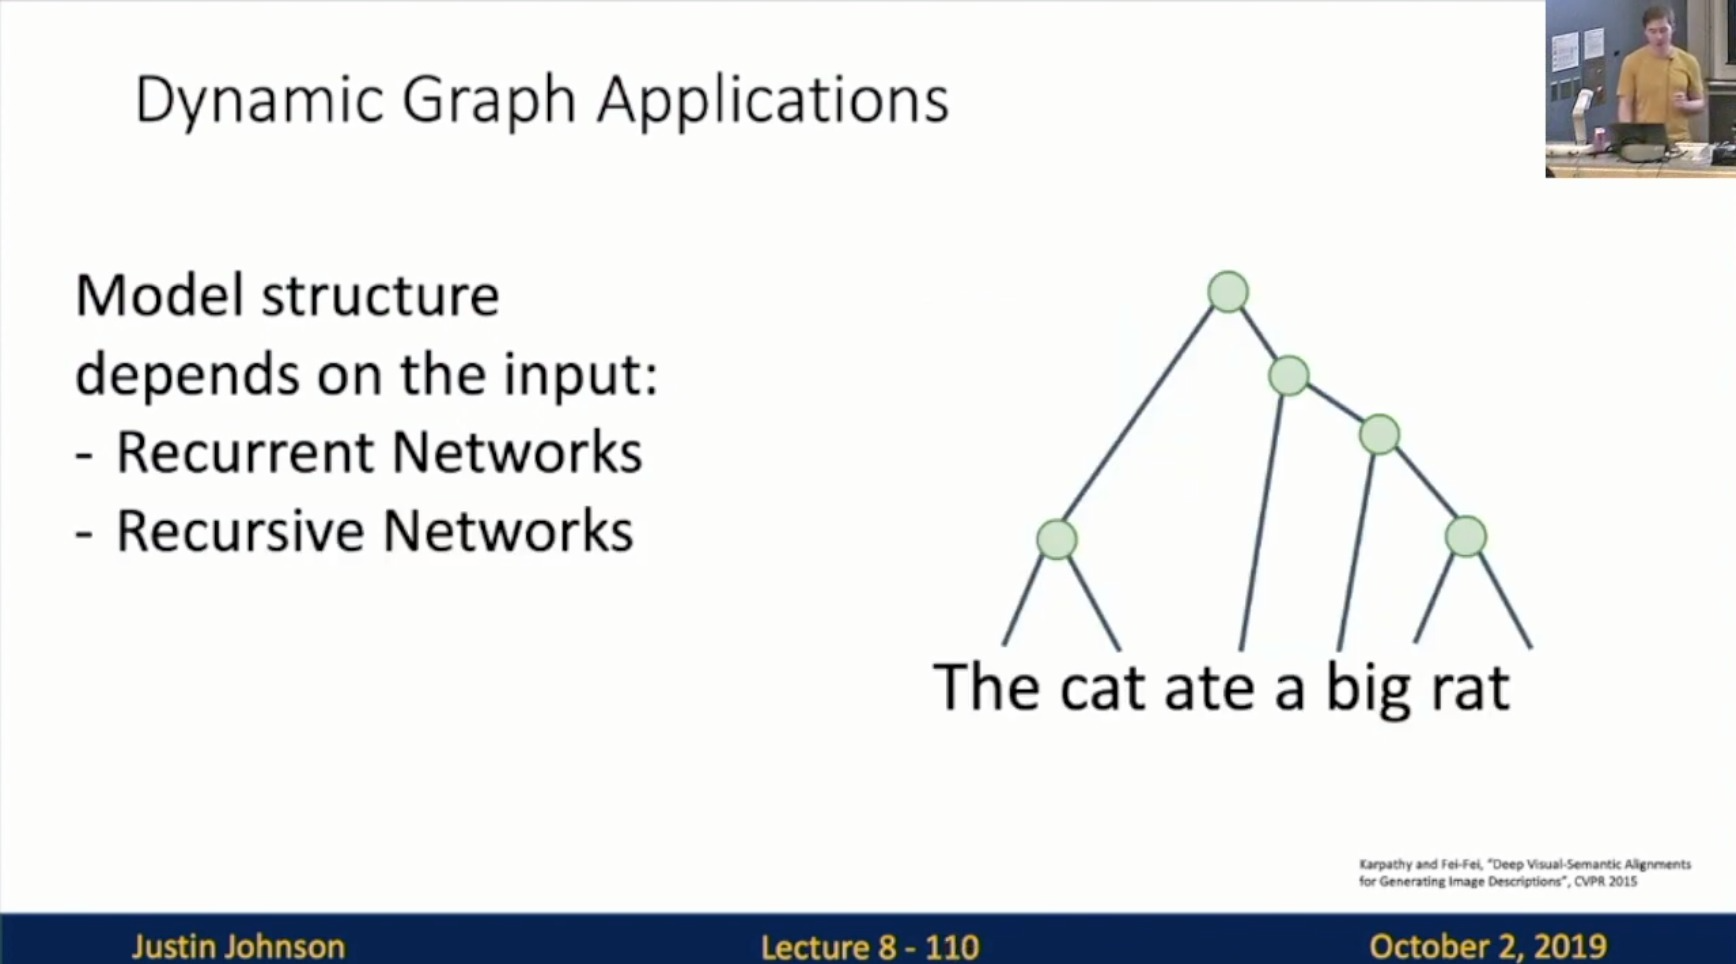 Dynamic Graph Applications
Model structure
depends on the input:
- Recurrent Networks
- Recursive Networks
The cat ate a big rat
Karpathy and Fei-Fei, "Deep Visual-Semantic Alignments
for Generating Image Descriptions", CVPR 2015
Justin Johnson
Lecture 8 - 110
October 2, 2019